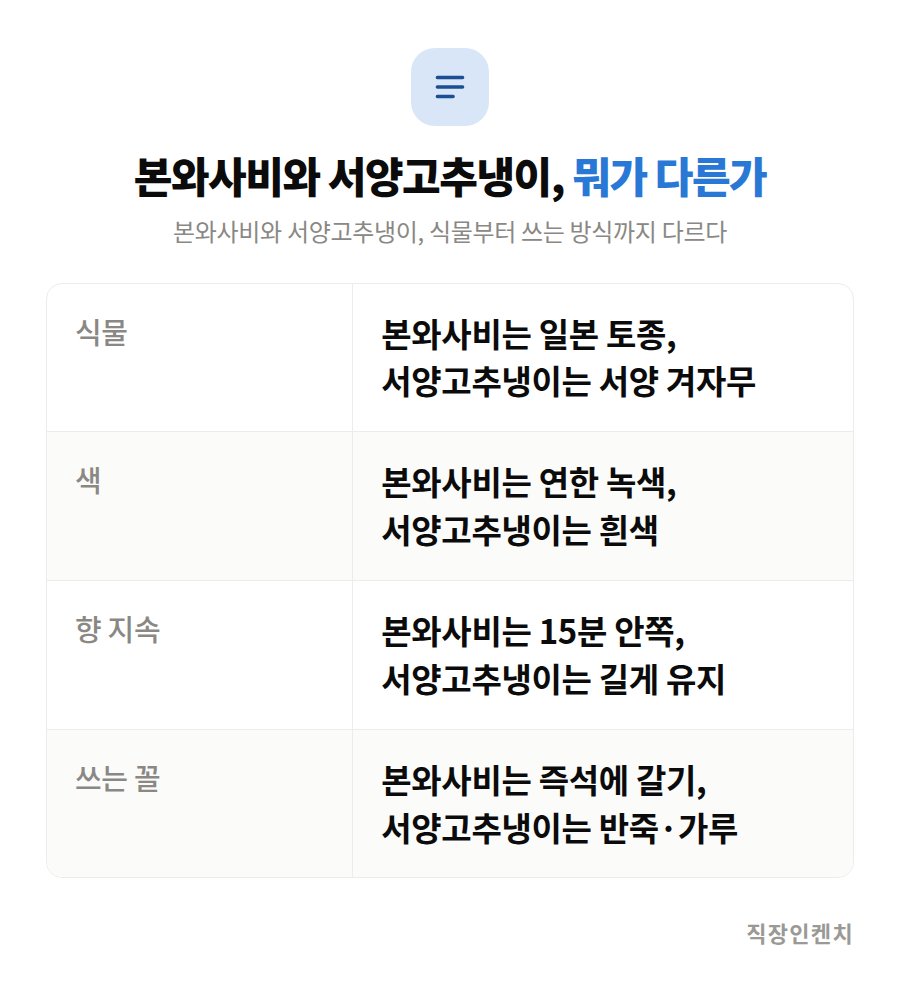 본와사비와 서양고추냉이, 뭐가 다른가
본와사비와 서양고추냉이, 식물부터 쓰는 방식까지 다르다
식물
본와사비는 일본 토종,
서양고추냉이는 서양 겨자무
색
본와사비는 연한 녹색,
서양고추냉이는 흰색
향 지속
본와사비는 15분 안쪽,
서양고추냉이는 길게 유지
쓰는 꼴
본와사비는 즉석에 갈기,
서양고추냉이는 반죽·가루
직장인켄치